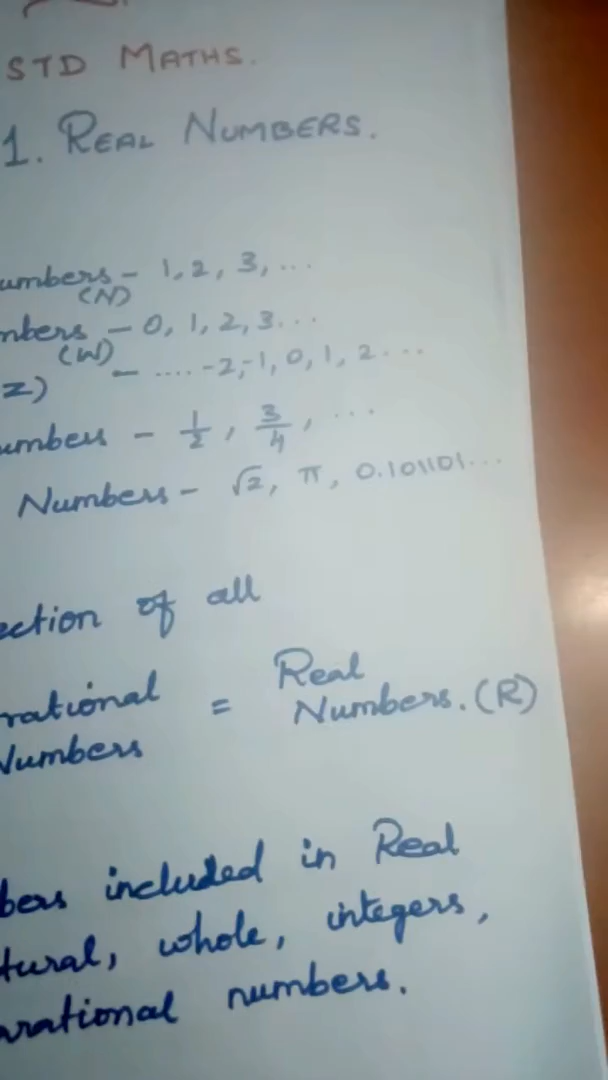 STD MATHS.
1. REAL NUMBERS.
umbers - 1, 2, 3, ...
(N)
mbers - 0, 1, 2, 3...
(W)
Z) - .... -2, -1, 0, 1, 2...
umbers - 1/2, 3/4, ...
Numbers - √2, π, 0.101101...
ection of all
rational = Real
Numbers Numbers. (R)
bers included in Real
tural, whole, integers,
rrational numbers.